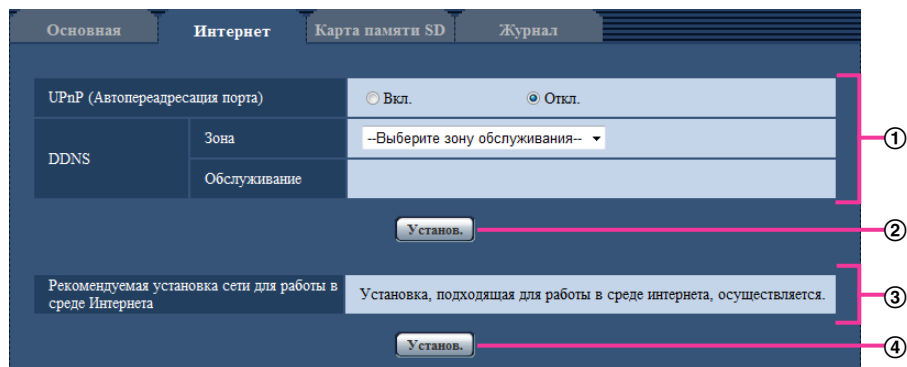 Основная Интернет Карта памяти SD Журнал
UPnP (Автопереадресация порта) Вкл. Откл.
DDNS
Зона --Выберите зону обслуживания--
Обслуживание
①
Установ. ②
Рекомендуемая установка сети для работы в
среде Интернета
Установка, подходящая для работы в среде интернета, осуществляется. ③
Установ. ④